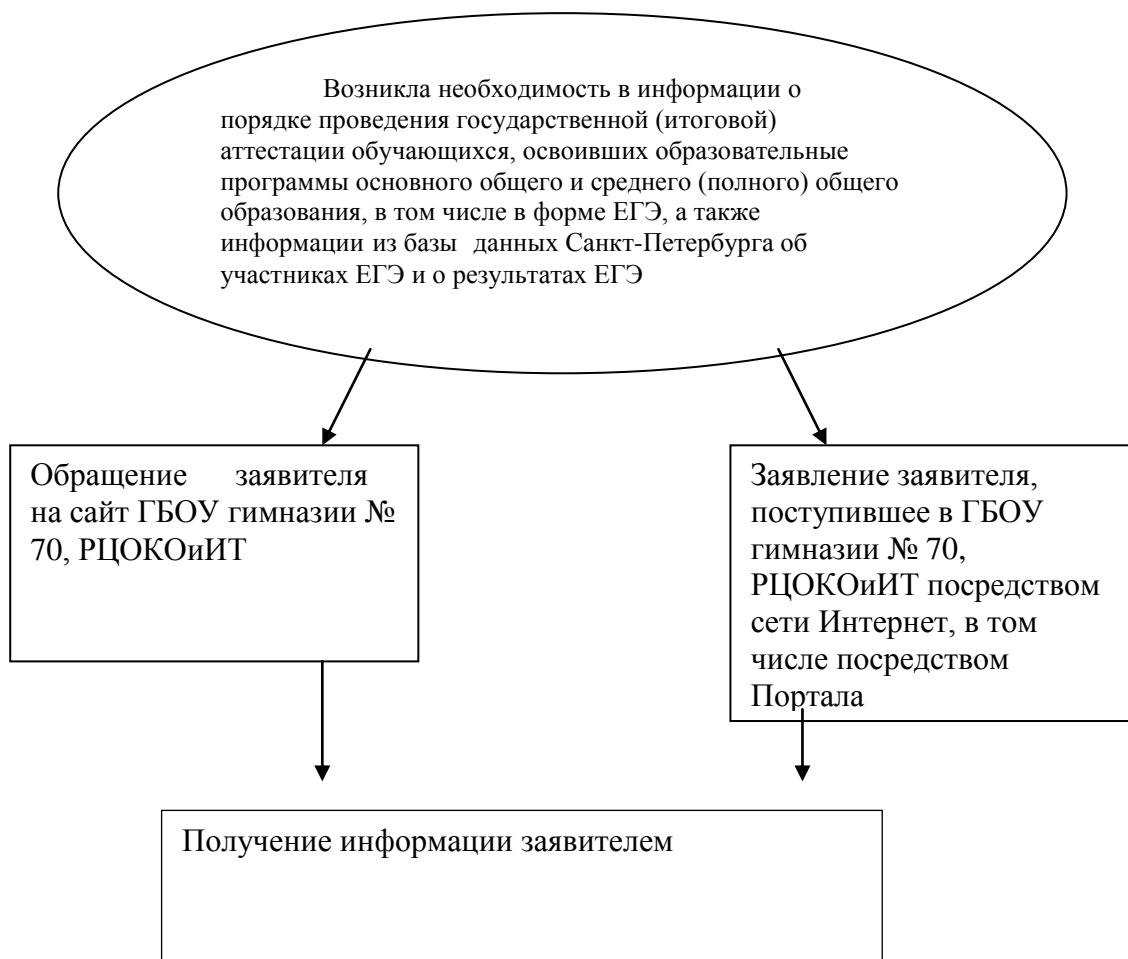 Возникла необходимость в информации о
порядке проведения государственной (итоговой)
аттестации обучающихся, освоивших образовательные
программы основного общего и среднего (полного) общего
образования, в том числе в форме ЕГЭ, а также
информации из базы данных Санкт-Петербурга об
участниках ЕГЭ и о результатах ЕГЭ
Обращение заявителя
на сайт ГБОУ гимназии №
70, РЦОКОиИТ
Заявление заявителя,
поступившее в ГБОУ
гимназии № 70,
РЦОКОиИТ посредством
сети Интернет, в том
числе посредством
Портала
Получение информации заявителем